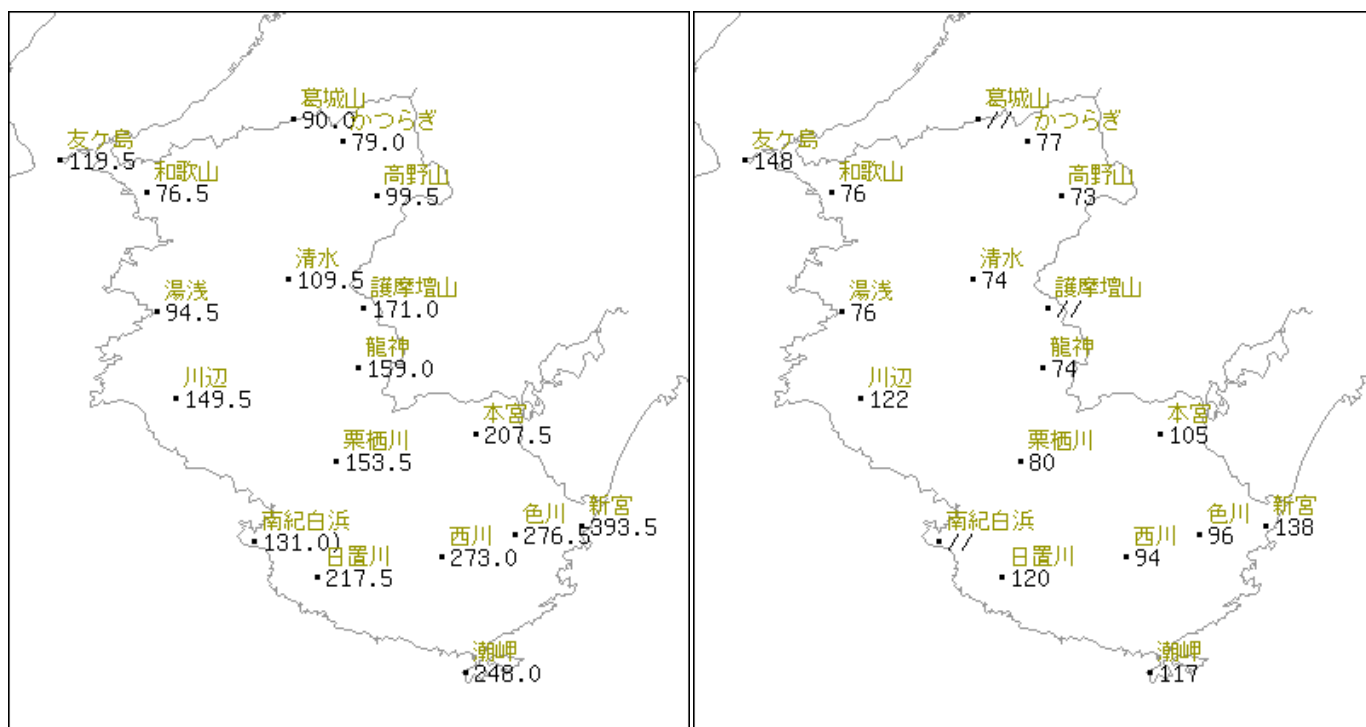 葛城山
90.0
かつらぎ
79.0
友ケ島
119.5
和歌山
76.5
高野山
99.5
清水
109.5
護摩壇山
171.0
湯浅
94.5
龍神
159.0
川辺
149.5
本宮
207.5
栗栖川
153.5
新宮
393.5
色川
276.5
南紀白浜
131.0)
西川
273.0
日置川
217.5
潮岬
248.0
葛城山
//
かつらぎ
77
友ケ島
148
和歌山
76
高野山
73
清水
74
護摩壇山
//
湯浅
76
龍神
74
川辺
122
本宮
105
栗栖川
80
新宮
138
色川
96
南紀白浜
//
西川
94
日置川
120
潮岬
117